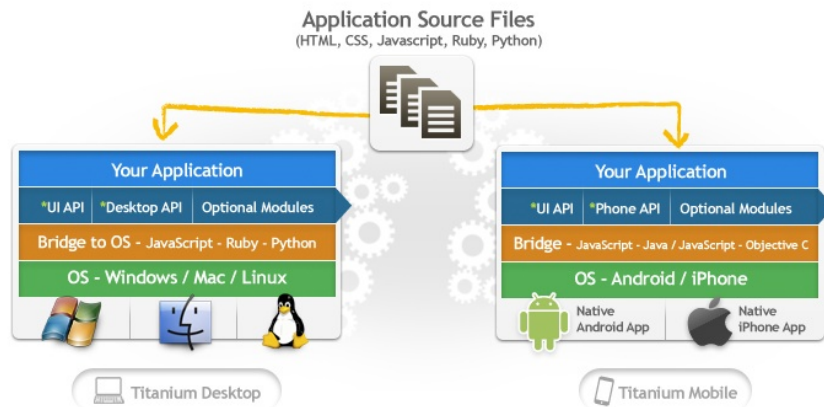 Application Source Files
(HTML, CSS, Javascript, Ruby, Python)
Your Application
*UI API
*Desktop API
Optional Modules
Bridge to OS - JavaScript - Ruby - Python
OS - Windows / Mac / Linux
Titanium Desktop
Your Application
*UI API
*Phone API
Optional Modules
Bridge - JavaScript - Java / JavaScript - Objective C
OS - Android / iPhone
Native
Android App
Native
iPhone App
Titanium Mobile